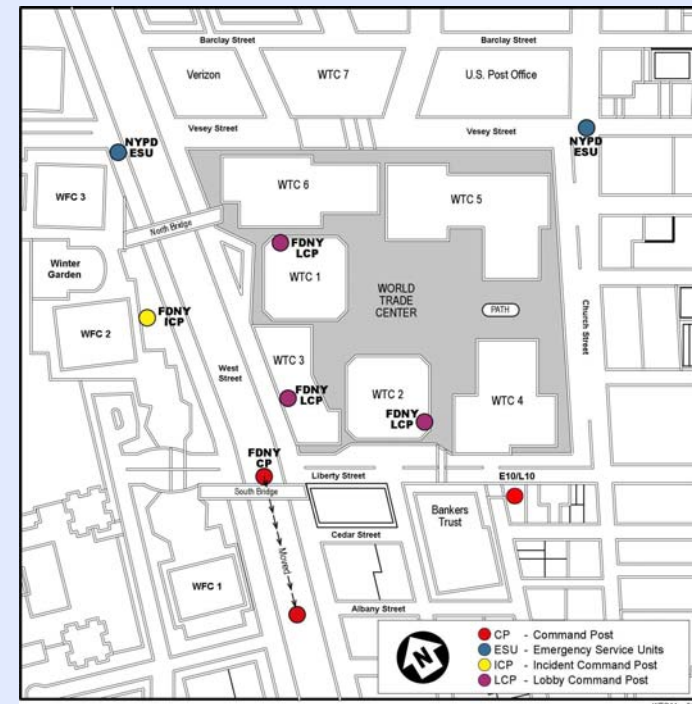 Barclay Street
Barclay Street
Verizon
WTC 7
U.S. Post Office
Vesey Street
Vesey Street
NYPD
ESU
NYPD
ESU
WTC 6
WTC 5
WFC 3
North Bridge
FDNY
LCP
Winter
Garden
WTC 1
WORLD
TRADE
CENTER
PATH
Church Street
FDNY
ICP
WFC 2
West
Street
WTC 3
FDNY
LCP
WTC 2
FDNY
LCP
WTC 4
FDNY
CP
Liberty Street
E10/L10
South Bridge
Bankers
Trust
Cedar Street
Moved
WFC 1
Albany Street
N
CP - Command Post
ESU - Emergency Service Units
ICP - Incident Command Post
LCP - Lobby Command Post